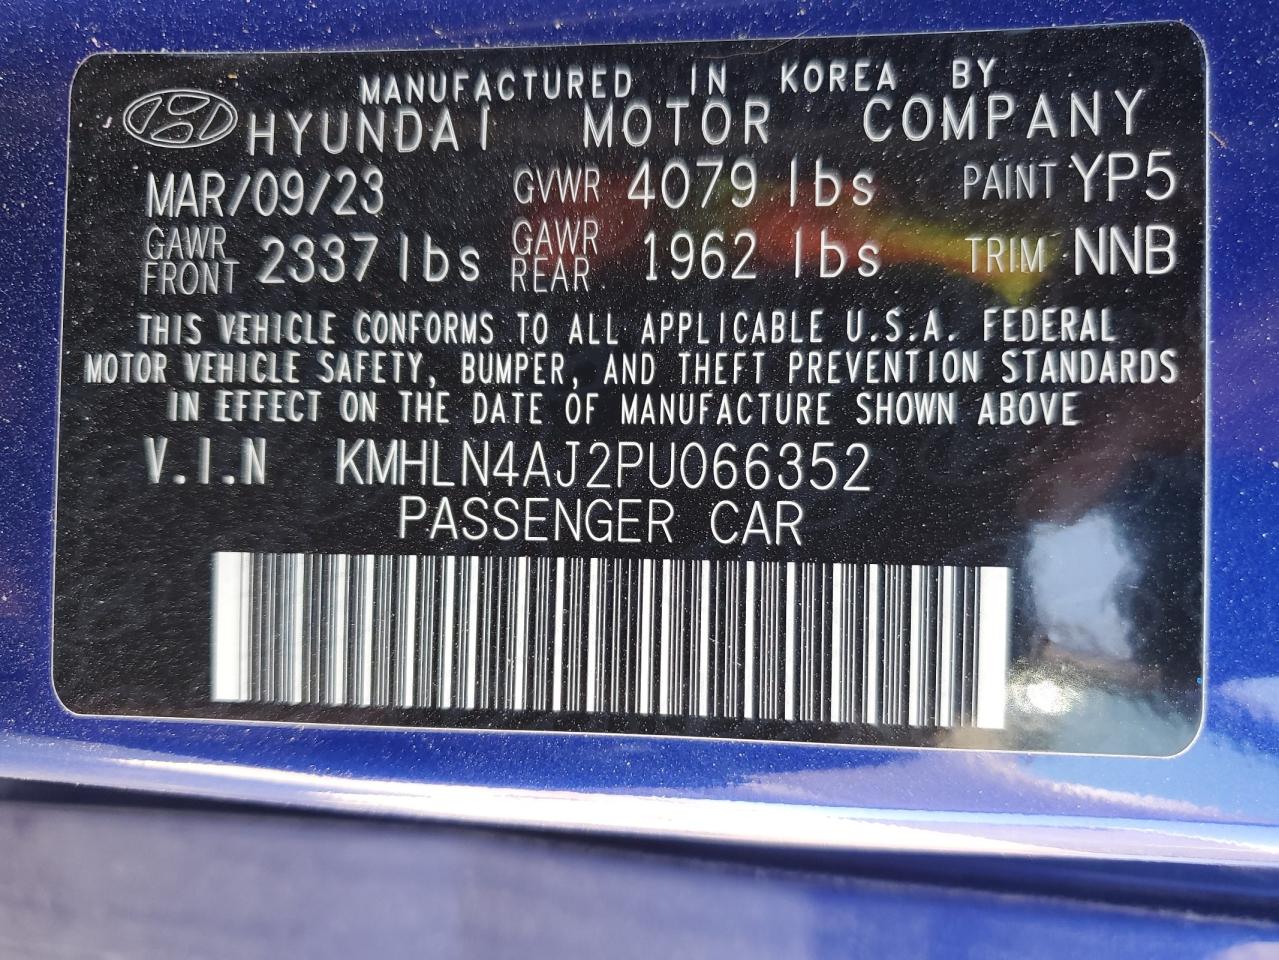 MANUFACTURED IN KOREA BY
HYUNDAI MOTOR COMPANY
MAR/09/23 GVWR 4079 lbs PAINT YP5
GAWR FRONT 2337 lbs GAWR REAR 1962 lbs TRIM NNB
THIS VEHICLE CONFORMS TO ALL APPLICABLE U.S.A. FEDERAL
MOTOR VEHICLE SAFETY, BUMPER, AND THEFT PREVENTION STANDARDS
IN EFFECT ON THE DATE OF MANUFACTURE SHOWN ABOVE
V.I.N KMHLN4AJ2PU066352
PASSENGER CAR